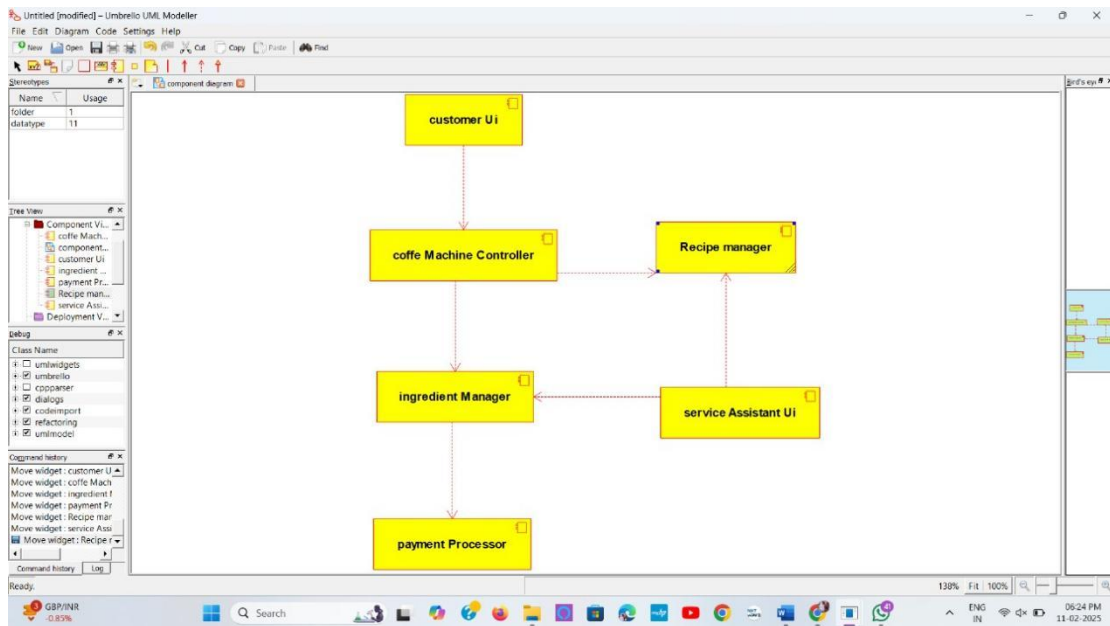 Untitled [modified] – Umbrello UML Modeller
File Edit Diagram Code Settings Help
New Open Cut Copy Paste Find
Stereotypes
component diagram
Bird's eye
Name Usage
folder 1
datatype 11
customer Ui
Tree View
Component Vi...
coffe Mach...
component...
customer Ui
ingredient ...
payment Pr...
Recipe man...
service Assi...
Deployment V...
coffe Machine Controller
Recipe manager
Debug
Class Name
umlwidgets
umbrello
cppparser
dialogs
codeimport
refactoring
umlmodel
ingredient Manager
service Assistant Ui
Command history
Move widget : customer U
Move widget : coffe Mach
Move widget : ingredient
Move widget : payment Pr
Move widget : Recipe mar
Move widget : service Assi
Move widget : Recipe r
Command history Log
payment Processor
Ready.
138% Fit 100%
3
GBP/INR
-0.85%
Search
ENG
IN
06:24 PM
11-02-2025